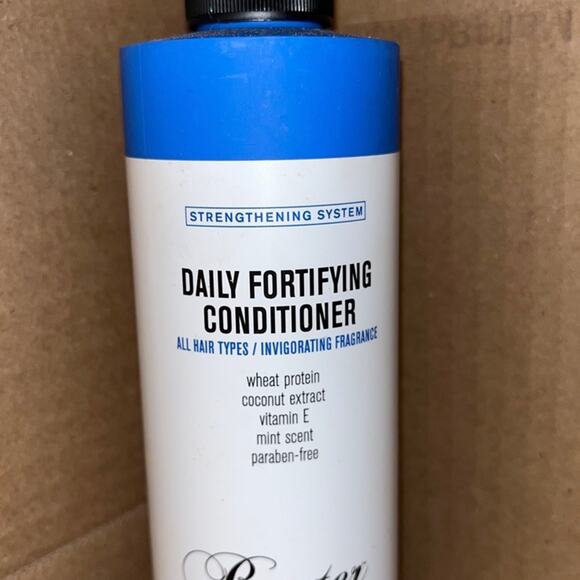 STRENGTHENING SYSTEM
DAILY FORTIFYING
CONDITIONER
ALL HAIR TYPES / INVIGORATING FRAGRANCE
wheat protein
coconut extract
vitamin E
mint scent
paraben-free